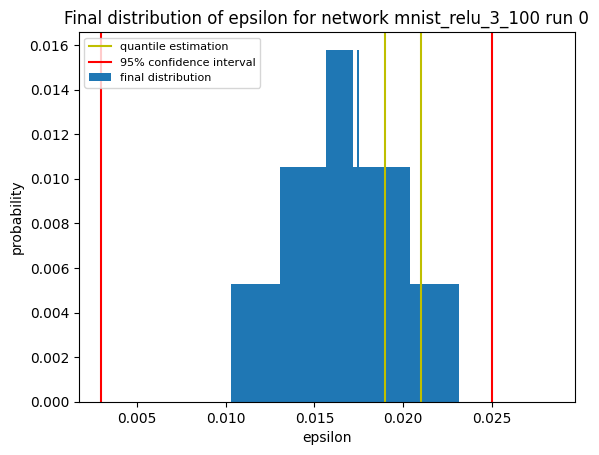 Final distribution of epsilon for network mnist_relu_3_100 run 0
quantile estimation
95% confidence interval
final distribution
probability
0.016
0.014
0.012
0.010
0.008
0.006
0.004
0.002
0.000
0.005
0.010
0.015
0.020
0.025
epsilon